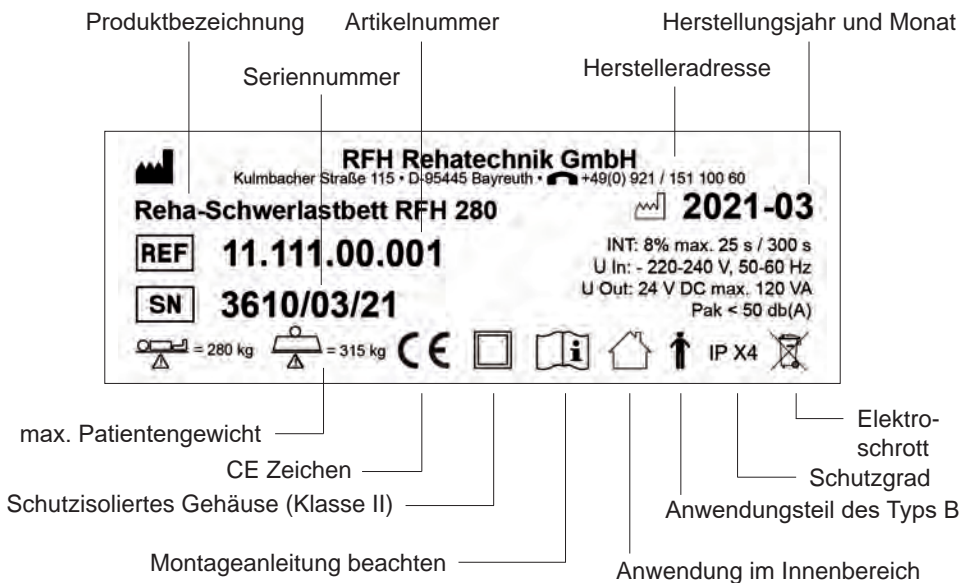 Produktbezeichnung
Artikelnummer
Herstellungsjahr und Monat
Seriennummer
Herstelleradresse
RFH Rehatechnik GmbH
Kulmbacher Straße 115 • D-95445 Bayreuth • +49(0) 921 / 151 100 60
Reha-Schwerlastbett RFH 280
2021-03
REF 11.111.00.001
INT: 8% max. 25 s / 300 s
U In: - 220-240 V, 50-60 Hz
SN 3610/03/21
U Out: 24 V DC max. 120 VA
Pak < 50 db(A)
= 280 kg = 315 kg CE i IP X4
max. Patientengewicht
Elektro-
schrott
CE Zeichen
Schutzgrad
Schutzisoliertes Gehäuse (Klasse II)
Anwendungsteil des Typs B
Montageanleitung beachten
Anwendung im Innenbereich